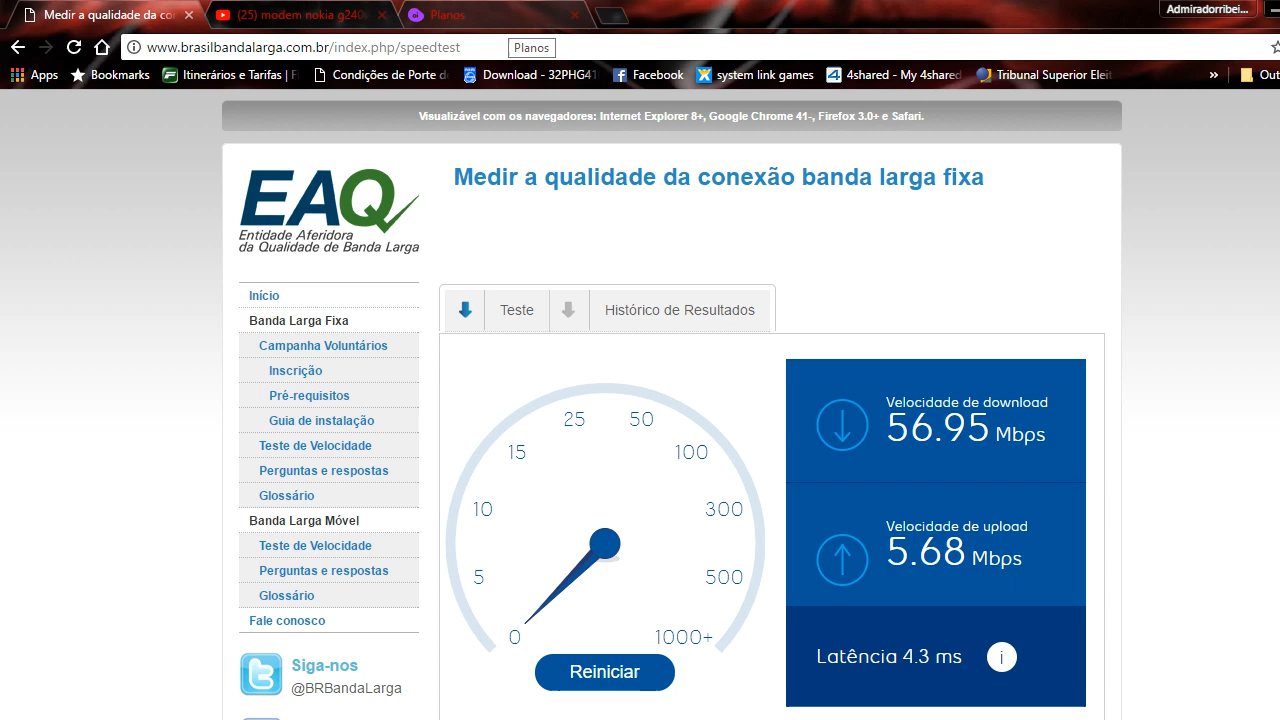 Medir a qualidade da co
(25) modem nokia g240
Planos
Admiradorribei...
www.brasilbandalarga.com.br/index.php/speedtest
Planos
Apps
Bookmarks
Itinerários e Tarifas | F
Condições de Porte d
Download - 32PHG41
Facebook
system link games
4shared - My 4shared
Tribunal Superior Eleit
»
Out
Visualizável com os navegadores: Internet Explorer 8+, Google Chrome 41-, Firefox 3.0+ e Safari.
EAQ
Entidade Aferidora
da Qualidade de Banda Larga
Medir a qualidade da conexão banda larga fixa
Início
Banda Larga Fixa
Campanha Voluntários
Inscrição
Pré-requisitos
Guia de instalação
Teste de Velocidade
Perguntas e respostas
Glossário
Banda Larga Móvel
Teste de Velocidade
Perguntas e respostas
Glossário
Fale conosco
Siga-nos
@BRBandaLarga
Teste
Histórico de Resultados
0
5
10
15
25
50
100
300
500
1000+
Reiniciar
Velocidade de download
56.95 Mbps
Velocidade de upload
5.68 Mbps
Latência 4.3 ms
i